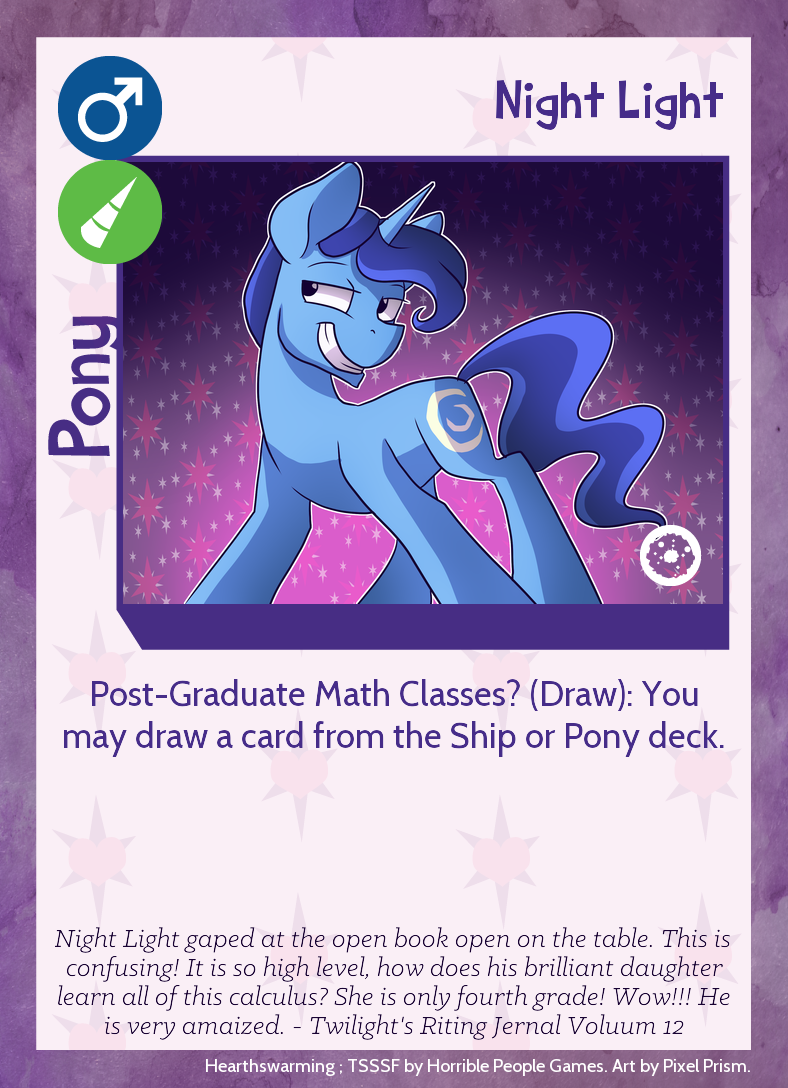 Night Light
Pony
Post-Graduate Math Classes? (Draw): You
may draw a card from the Ship or Pony deck.
Night Light gaped at the open book open on the table. This is
confusing! It is so high level, how does his brilliant daughter
learn all of this calculus? She is only fourth grade! Wow!!! He
is very amaized. - Twilight's Riting Jernal Voluum 12
Hearthswarming ; TSSSF by Horrible People Games. Art by Pixel Prism.